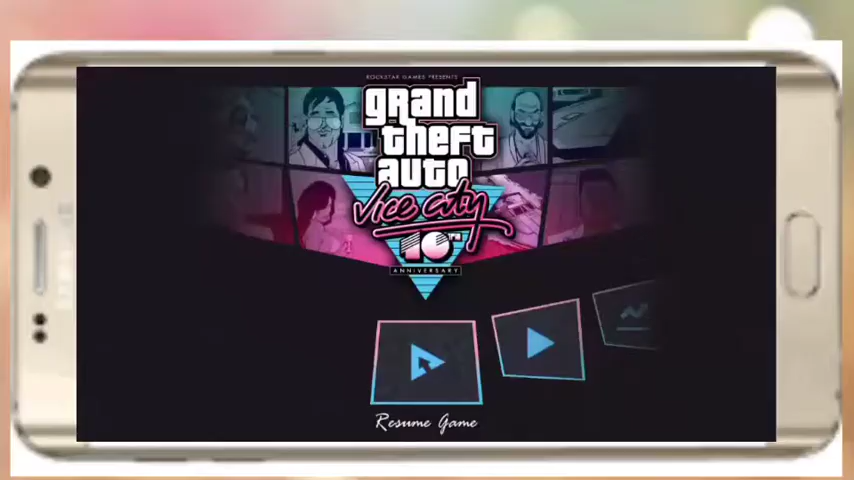 ROCKSTAR GAMES PRESENTS
grand
theft
auto
vice city
10TH
ANNIVERSARY
Resume Game